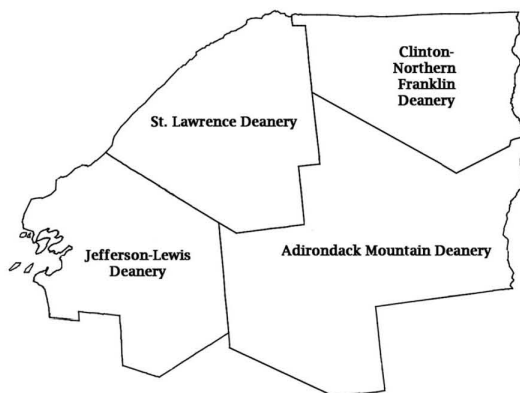 Clinton-
Northern
Franklin
Deanery
St. Lawrence Deanery
Jefferson-Lewis
Deanery
Adirondack Mountain Deanery